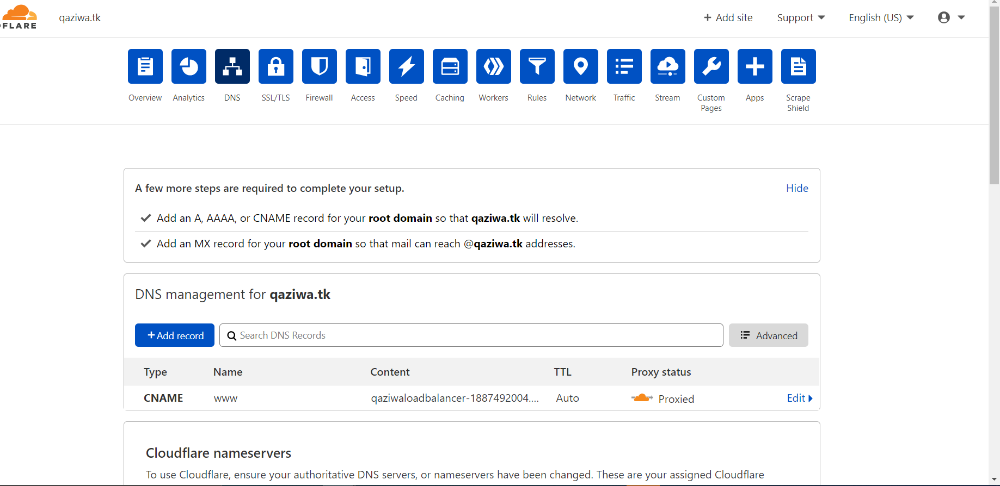 FLARE
qaziwa.tk
+ Add site
Support
English (US)
Overview
Analytics
DNS
SSL/TLS
Firewall
Access
Speed
Caching
Workers
Rules
Network
Traffic
Stream
Custom Pages
Apps
Scrape Shield
A few more steps are required to complete your setup.
Hide
Add an A, AAAA, or CNAME record for your root domain so that qaziwa.tk will resolve.
Add an MX record for your root domain so that mail can reach @qaziwa.tk addresses.
DNS management for qaziwa.tk
+ Add record
Search DNS Records
Advanced
Type Name Content TTL Proxy status
CNAME www qaziwaloadbalancer-1887492004.... Auto Proxied Edit
Cloudflare nameservers
To use Cloudflare, ensure your authoritative DNS servers, or nameservers have been changed. These are your assigned Cloudflare